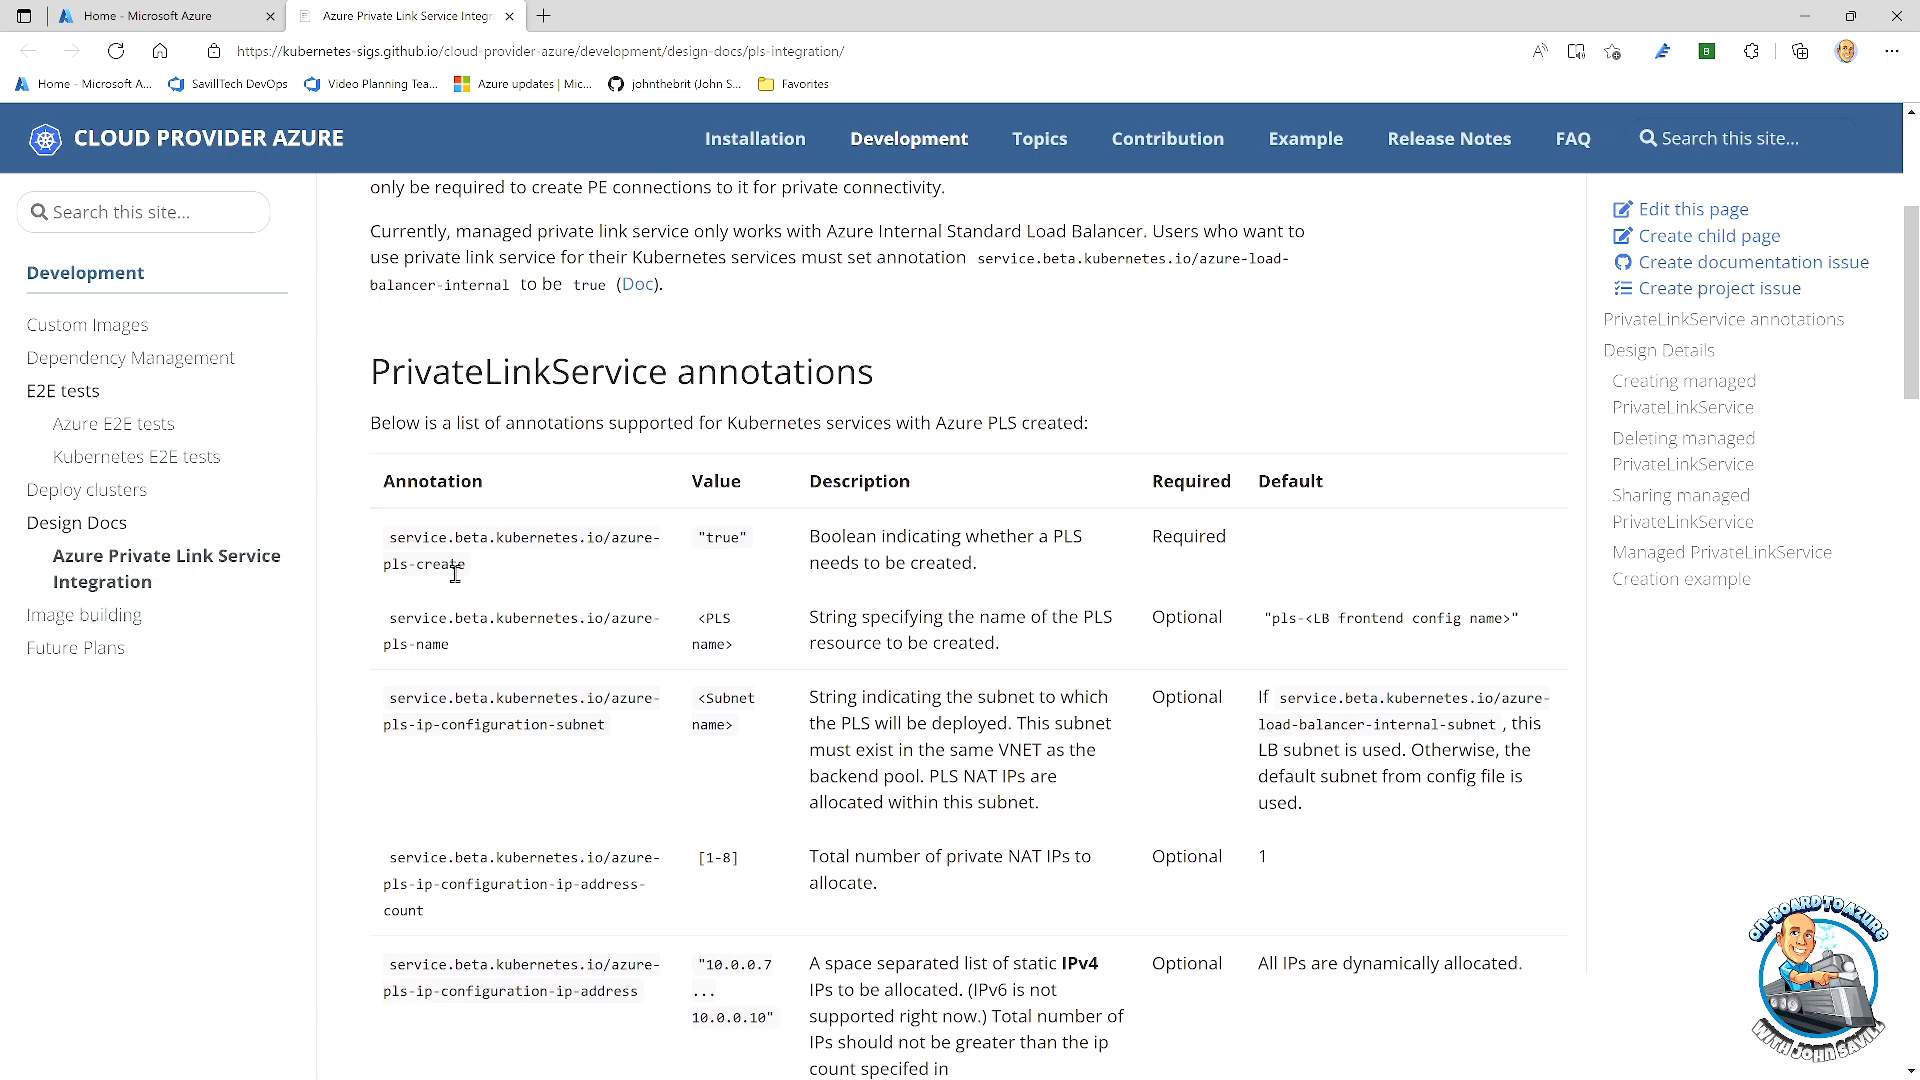 Home - Microsoft Azure
Azure Private Link Service Integr
https://kubernetes-sigs.github.io/cloud-provider-azure/development/design-docs/pls-integration/
Home - Microsoft A...
SavillTech DevOps
Video Planning Tea...
Azure updates | Mic...
johnthebrit (John S...
Favorites
CLOUD PROVIDER AZURE
Installation
Development
Topics
Contribution
Example
Release Notes
FAQ
Search this site...
Search this site...
Development
Custom Images
Dependency Management
E2E tests
Azure E2E tests
Kubernetes E2E tests
Deploy clusters
Design Docs
Azure Private Link Service
Integration
Image building
Future Plans
only be required to create PE connections to it for private connectivity.
Currently, managed private link service only works with Azure Internal Standard Load Balancer. Users who want to
use private link service for their Kubernetes services must set annotation service.beta.kubernetes.io/azure-load-
balancer-internal to be true (Doc).
PrivateLinkService annotations
Below is a list of annotations supported for Kubernetes services with Azure PLS created:
Annotation Value Description Required Default
service.beta.kubernetes.io/azure-
pls-create
"true"
Boolean indicating whether a PLS
needs to be created.
Required
service.beta.kubernetes.io/azure-
pls-name
<PLS
name>
String specifying the name of the PLS
resource to be created.
Optional
"pls-<LB frontend config name>"
service.beta.kubernetes.io/azure-
pls-ip-configuration-subnet
<Subnet
name>
String indicating the subnet to which
the PLS will be deployed. This subnet
must exist in the same VNET as the
backend pool. PLS NAT IPs are
allocated within this subnet.
Optional
If service.beta.kubernetes.io/azure-
load-balancer-internal-subnet , this
LB subnet is used. Otherwise, the
default subnet from config file is
used.
service.beta.kubernetes.io/azure-
pls-ip-configuration-ip-address-
count
[1-8]
Total number of private NAT IPs to
allocate.
Optional
1
service.beta.kubernetes.io/azure-
pls-ip-configuration-ip-address
"10.0.0.7
...
10.0.0.10"
A space separated list of static IPv4
IPs to be allocated. (IPv6 is not
supported right now.) Total number of
IPs should not be greater than the ip
count specifed in
Optional
All IPs are dynamically allocated.
Edit this page
Create child page
Create documentation issue
Create project issue
PrivateLinkService annotations
Design Details
Creating managed
PrivateLinkService
Deleting managed
PrivateLinkService
Sharing managed
PrivateLinkService
Managed PrivateLinkService
Creation example
ON-BOARD TO AZURE
WITH JOHN SAVILL